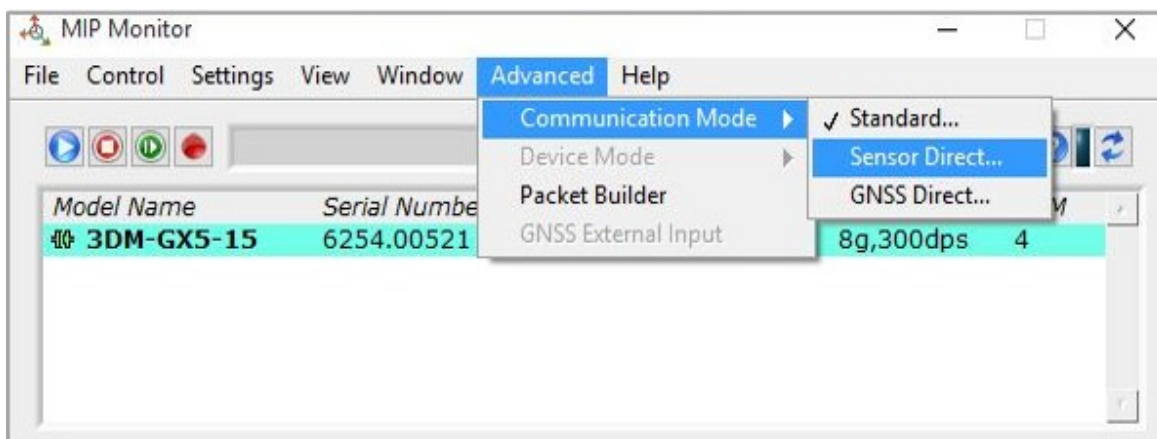 MIP Monitor
File Control Settings View Window Advanced Help
Communication Mode ✓ Standard...
Device Mode Sensor Direct...
Packet Builder GNSS Direct...
GNSS External Input
Model Name Serial Numbe
3DM-GX5-15 6254.00521 8g,300dps 4